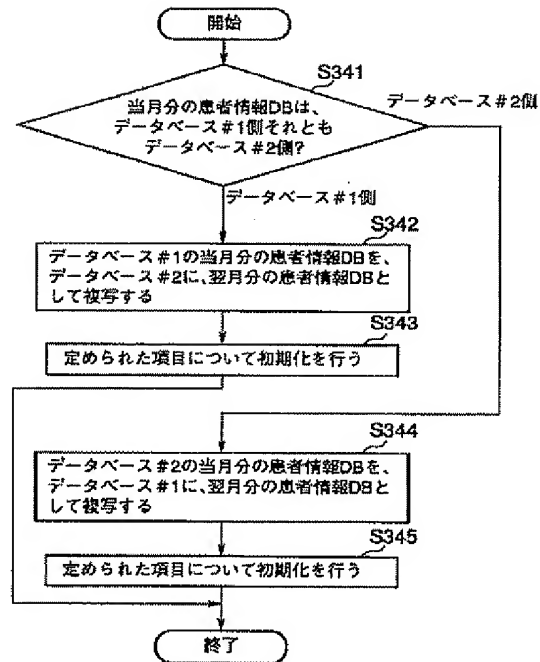 開始
S341
当月分の患者情報DBは、
データベース#1側それとも
データベース#2側?
データベース#2側
データベース#1側
S342
データベース#1の当月分の患者情報DBを、
データベース#2に、翌月分の患者情報DBと
して複写する
S343
定められた項目について初期化を行う
S344
データベース#2の当月分の患者情報DBを、
データベース#1に、翌月分の患者情報DBと
して複写する
S345
定められた項目について初期化を行う
終了